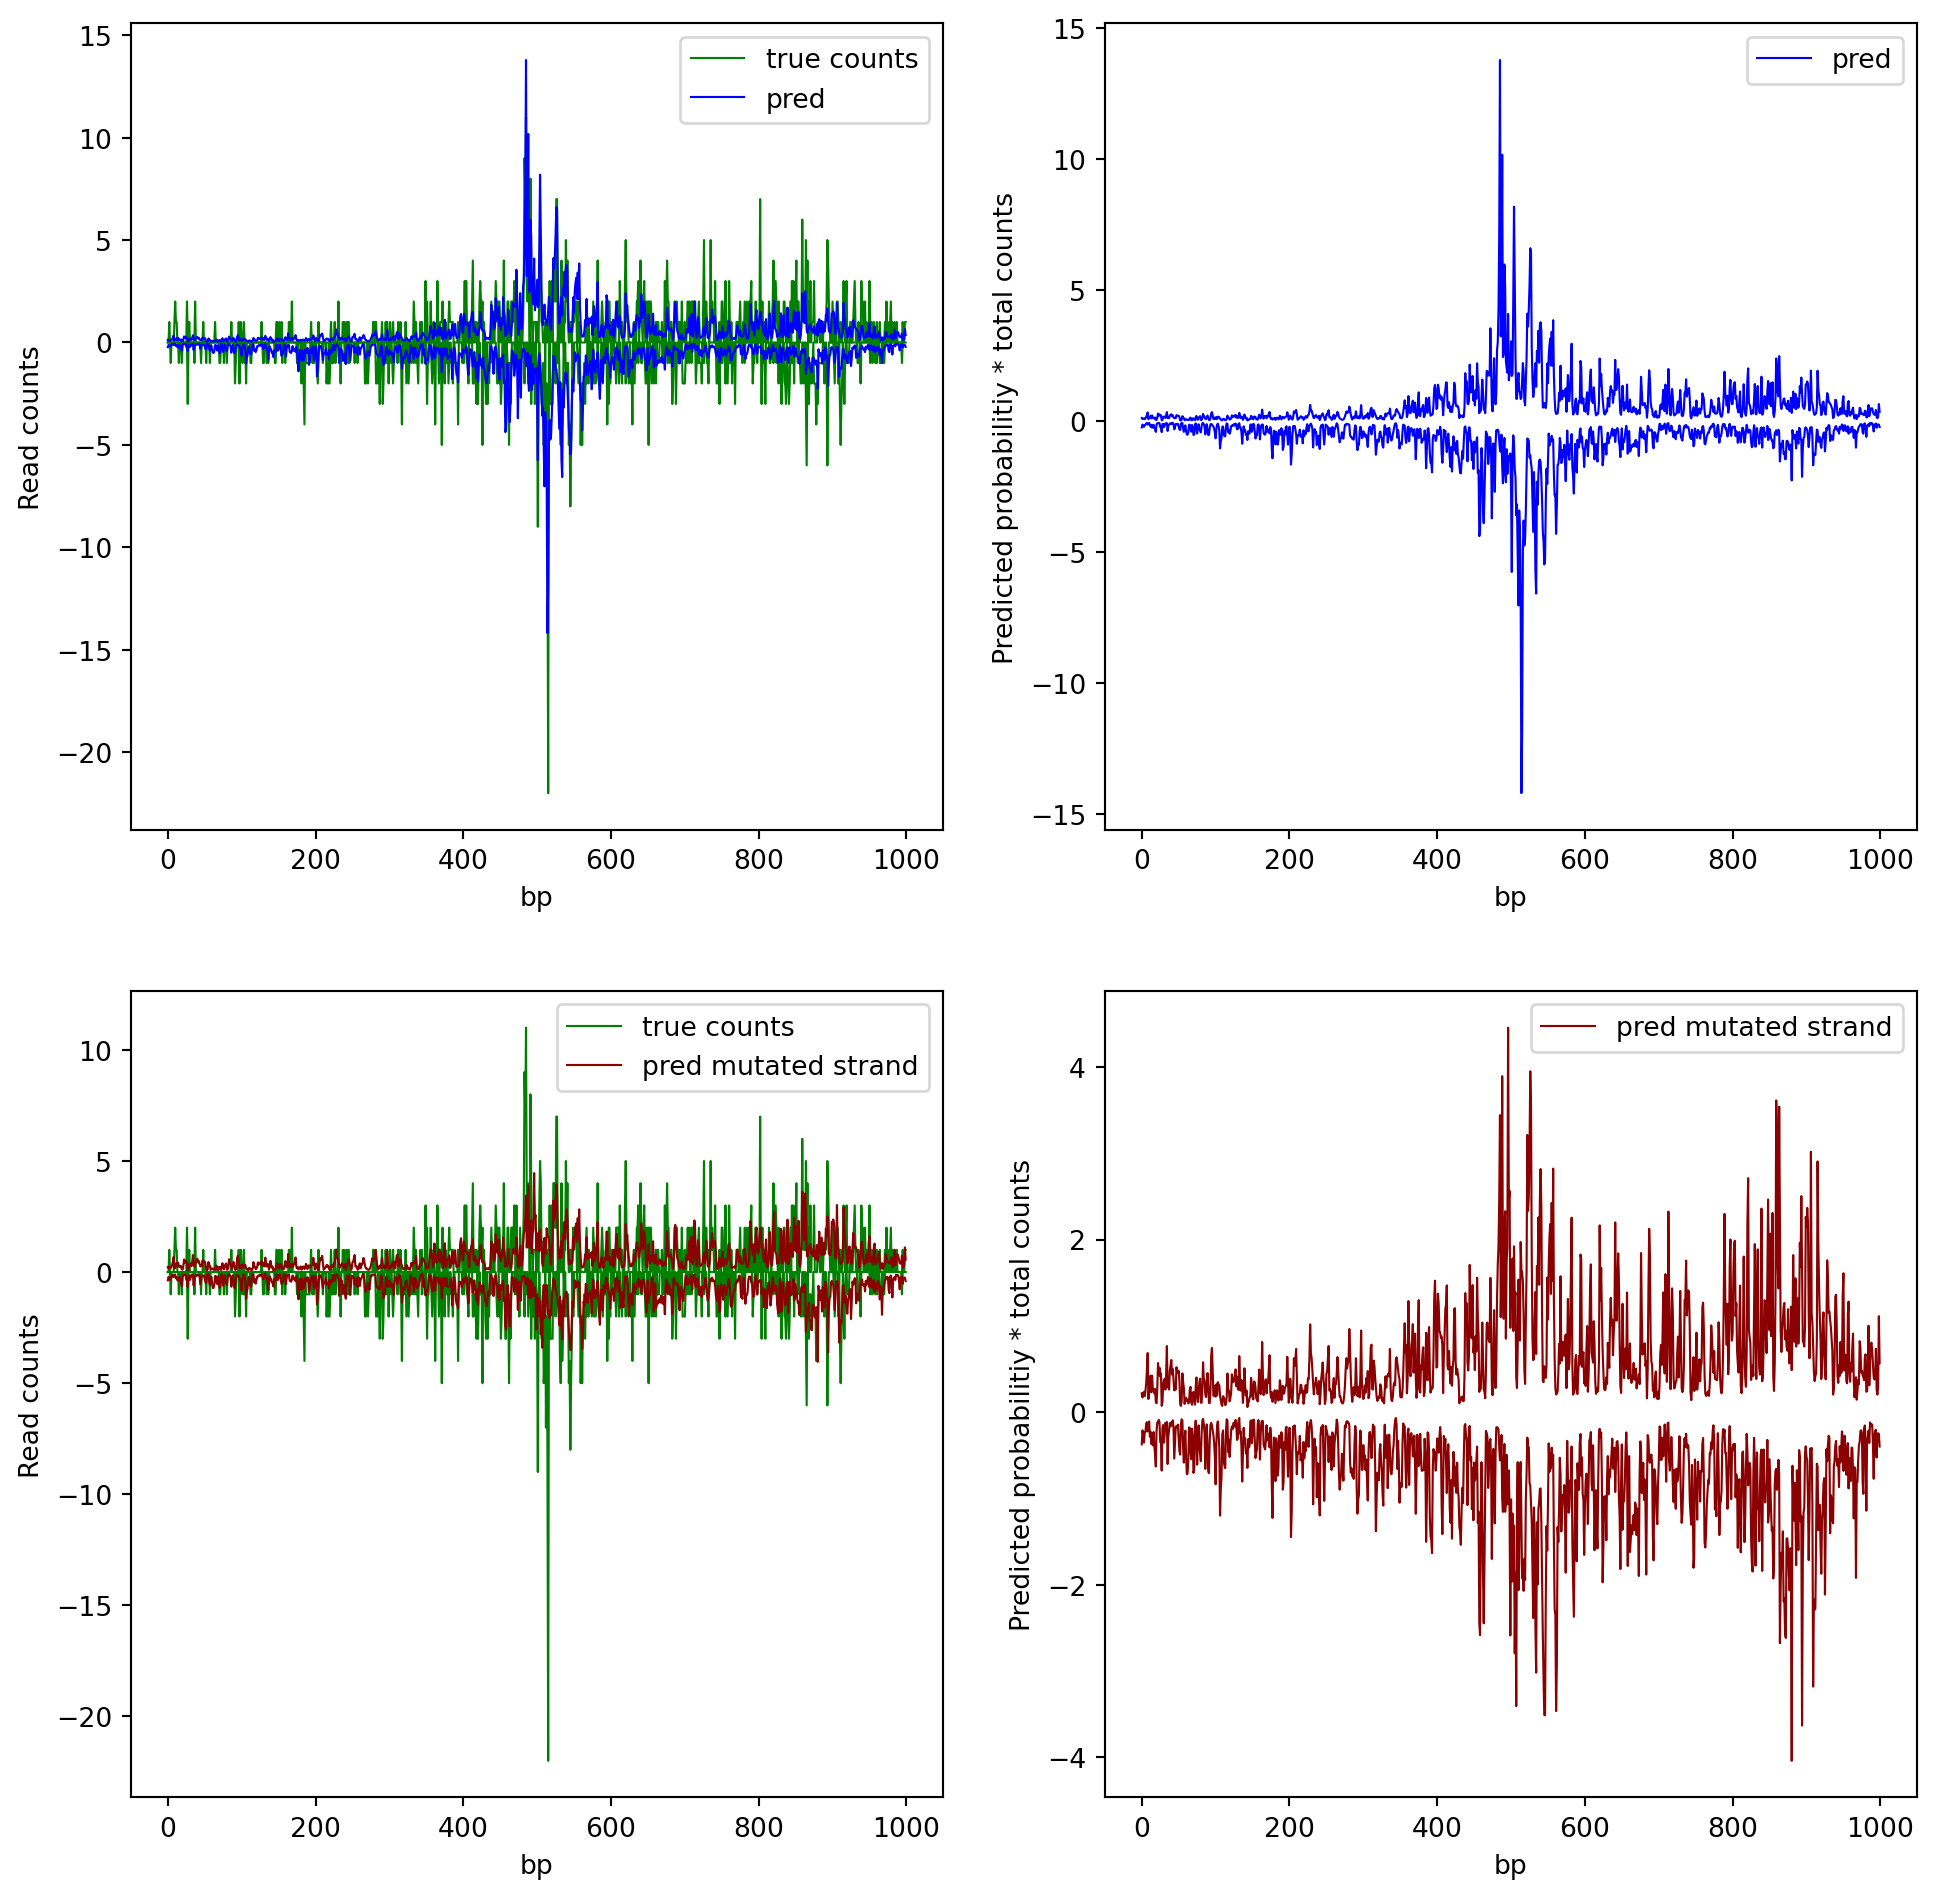 15
10
5
0
−5
−10
−15
−20
Read counts
0 200 400 600 800 1000
bp
true counts
pred
15
10
5
0
−5
−10
−15
Predicted probabilitiy * total counts
0 200 400 600 800 1000
bp
pred
10
5
0
−5
−10
−15
−20
Read counts
0 200 400 600 800 1000
bp
true counts
pred mutated strand
4
2
0
−2
−4
Predicted probabilitiy * total counts
0 200 400 600 800 1000
bp
pred mutated strand